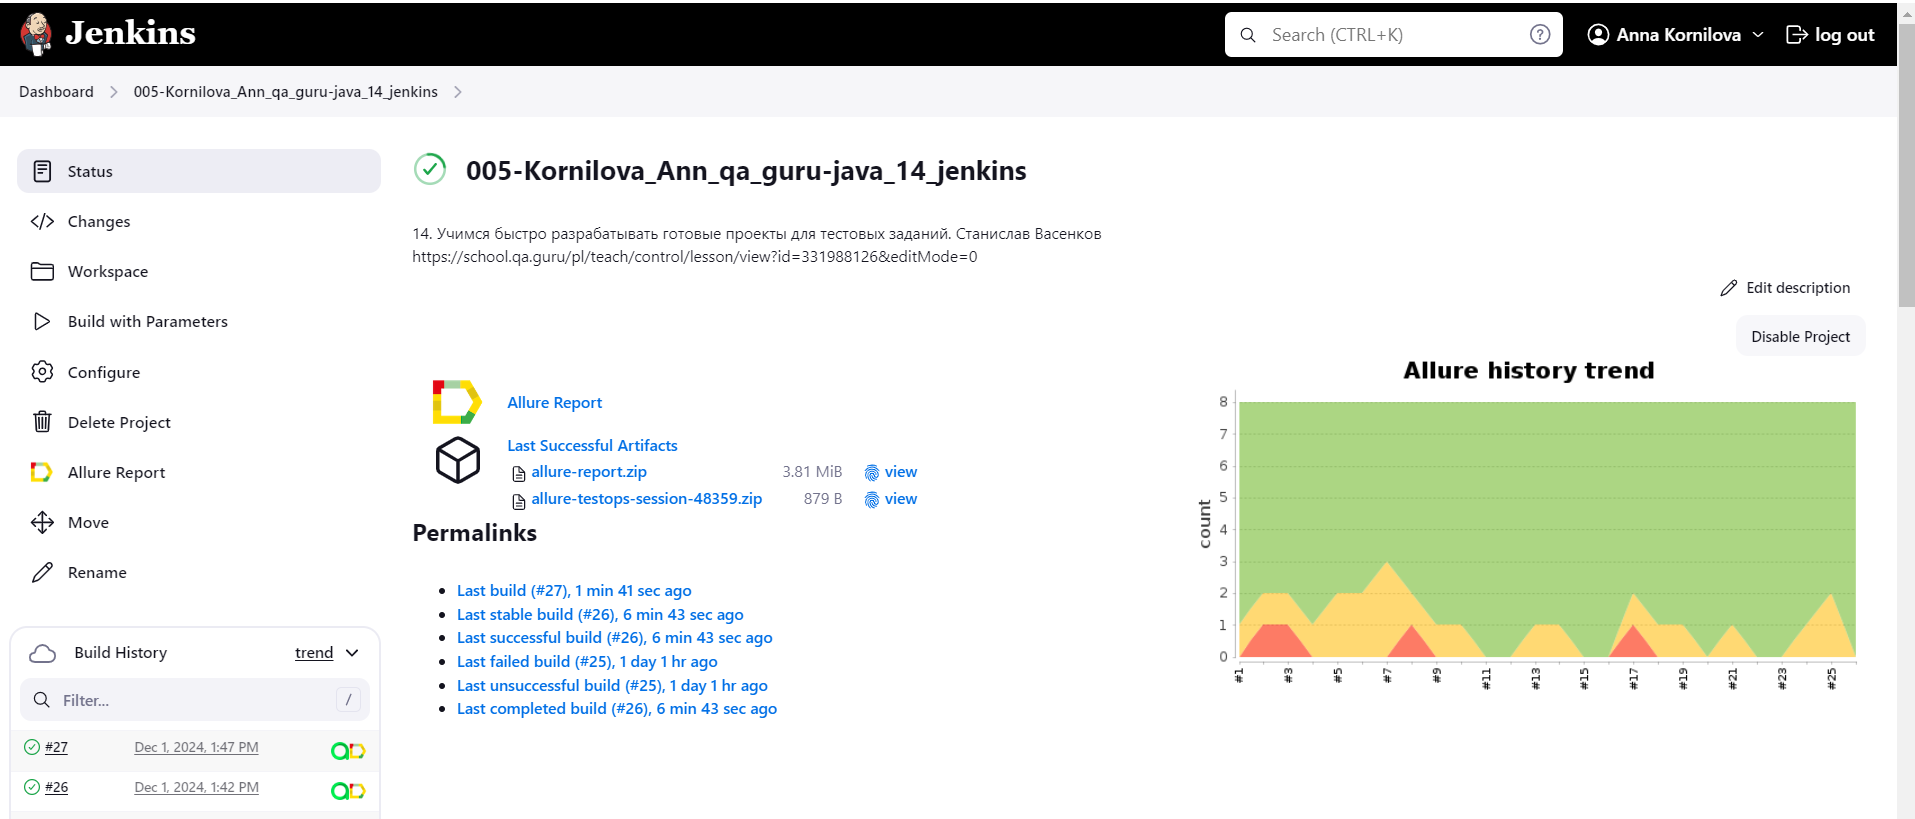 Jenkins
Search (CTRL+K)
Anna Kornilova
log out
Dashboard
005-Kornilova_Ann_qa_guru-java_14_jenkins
Status
Changes
Workspace
Build with Parameters
Configure
Delete Project
Allure Report
Move
Rename
Build History
trend
Filter...
/
#27 Dec 1, 2024, 1:47 PM
#26 Dec 1, 2024, 1:42 PM
005-Kornilova_Ann_qa_guru-java_14_jenkins
14. Учимся быстро разрабатывать готовые проекты для тестовых заданий. Станислав Васенков
https://school.qa.guru/pl/teach/control/lesson/view?id=331988126&editMode=0
Edit description
Disable Project
Allure Report
Last Successful Artifacts
allure-report.zip 3.81 MiB view
allure-testops-session-48359.zip 879 B view
Permalinks
Last build (#27), 1 min 41 sec ago
Last stable build (#26), 6 min 43 sec ago
Last successful build (#26), 6 min 43 sec ago
Last failed build (#25), 1 day 1 hr ago
Last unsuccessful build (#25), 1 day 1 hr ago
Last completed build (#26), 6 min 43 sec ago
Allure history trend
count
8
7
6
5
4
3
2
1
0
#1 #3 #5 #7 #9 #11 #13 #15 #17 #19 #21 #23 #25